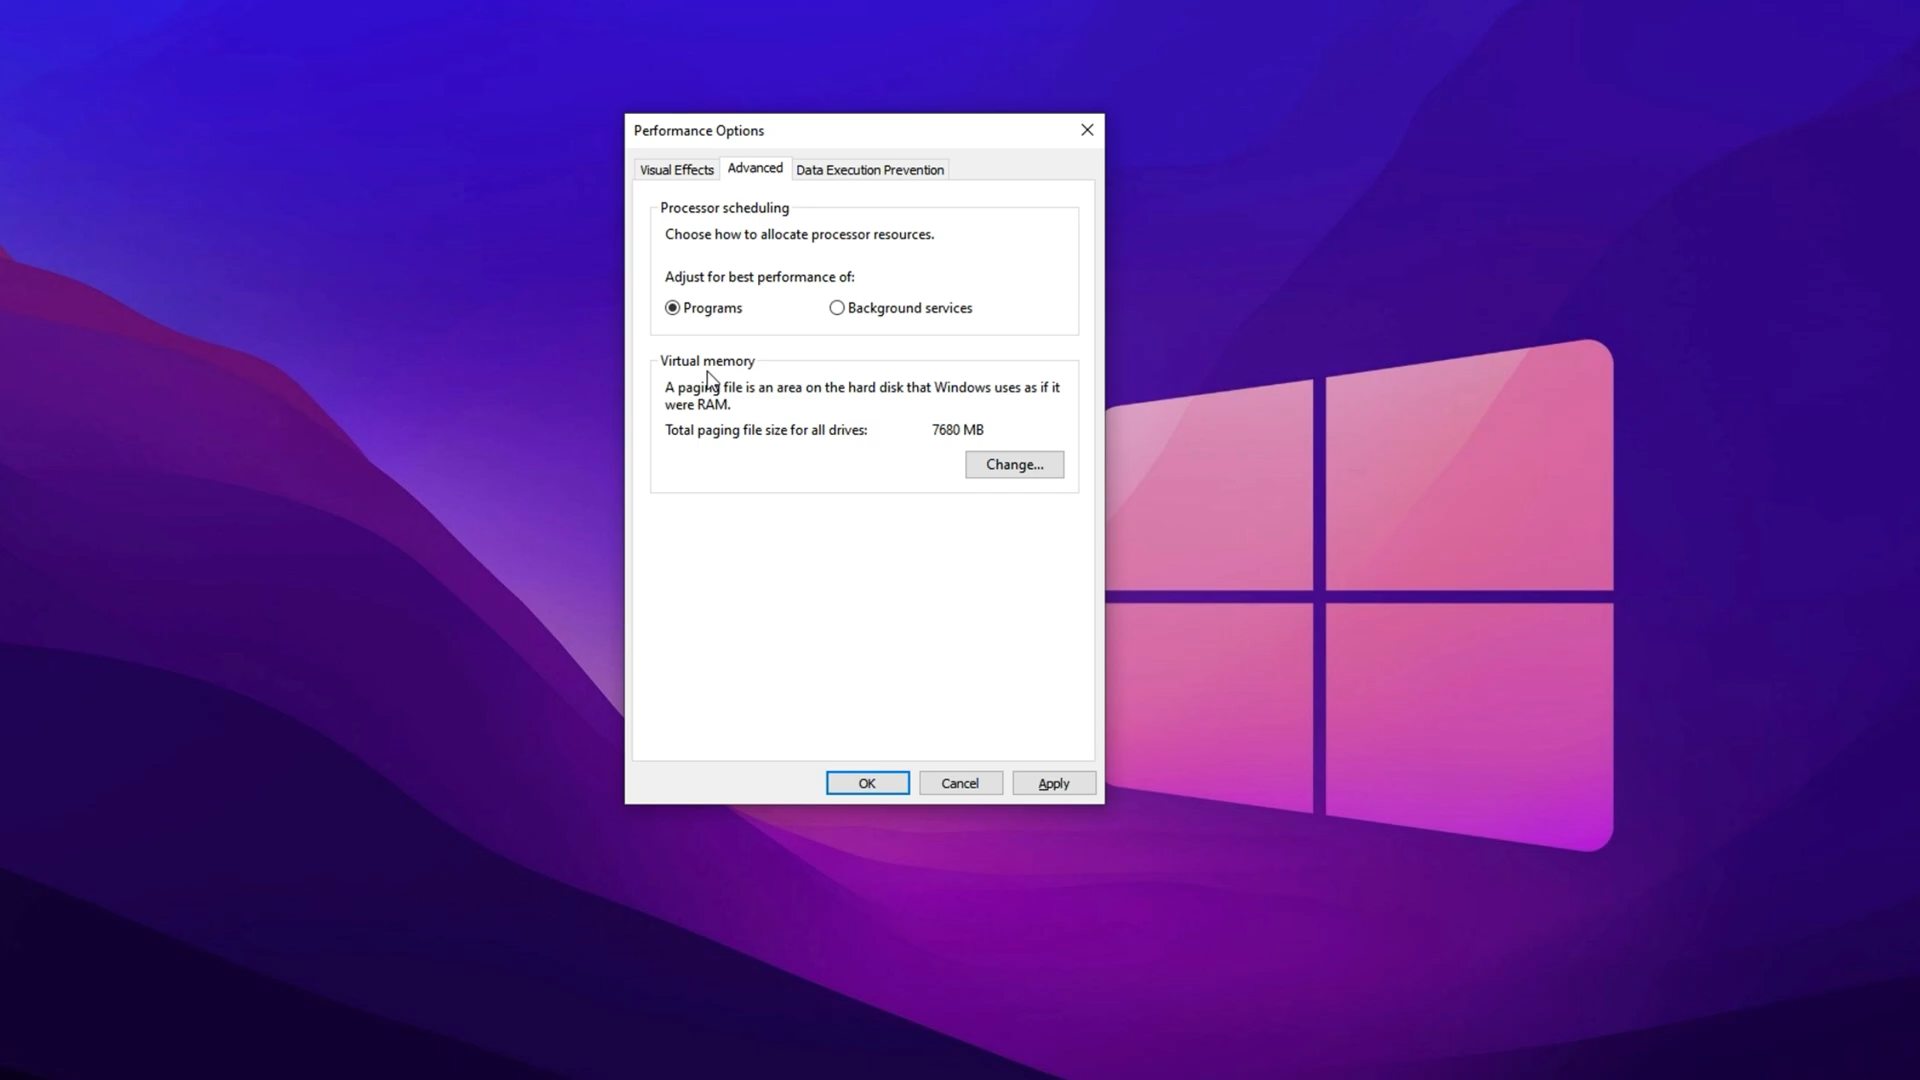 Performance Options
Visual Effects
Advanced
Data Execution Prevention
Processor scheduling
Choose how to allocate processor resources.
Adjust for best performance of:
Programs
Background services
Virtual memory
A paging file is an area on the hard disk that Windows uses as if it
were RAM.
Total paging file size for all drives:
7680 MB
Change...
OK
Cancel
Apply